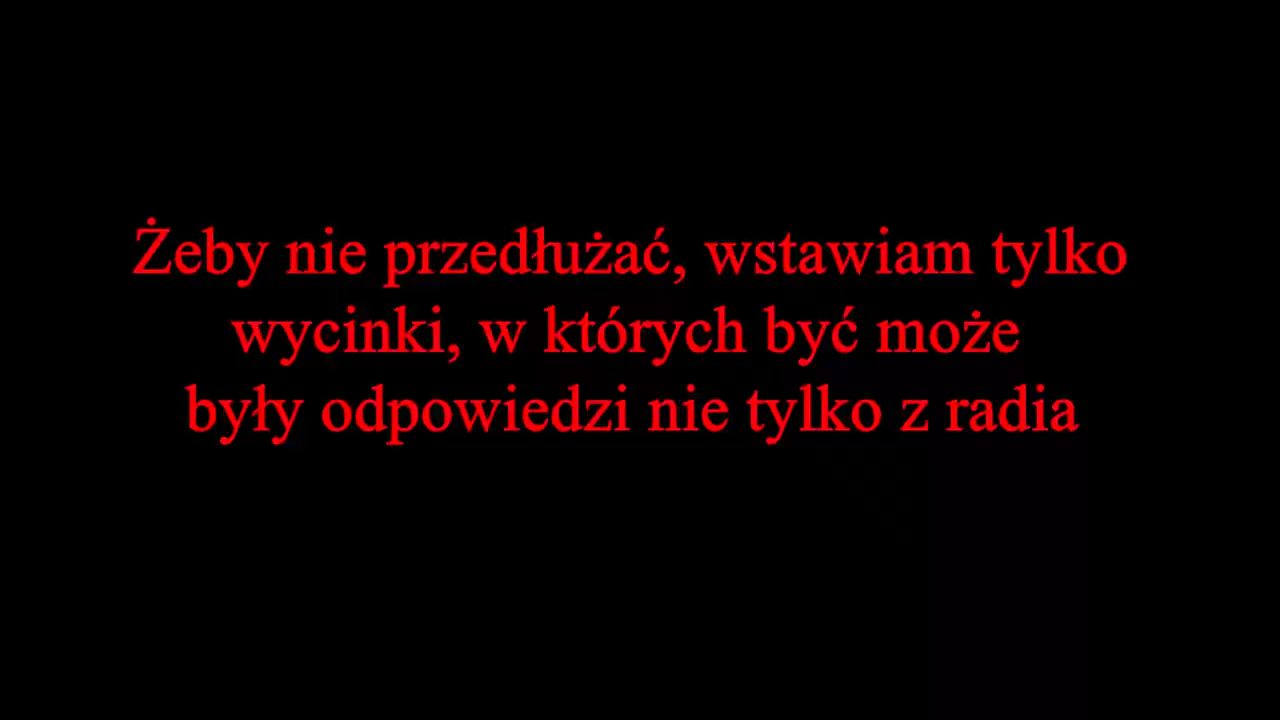 Żeby nie przedłużać, wstawiam tylko
wycinki, w których być może
były odpowiedzi nie tylko z radia